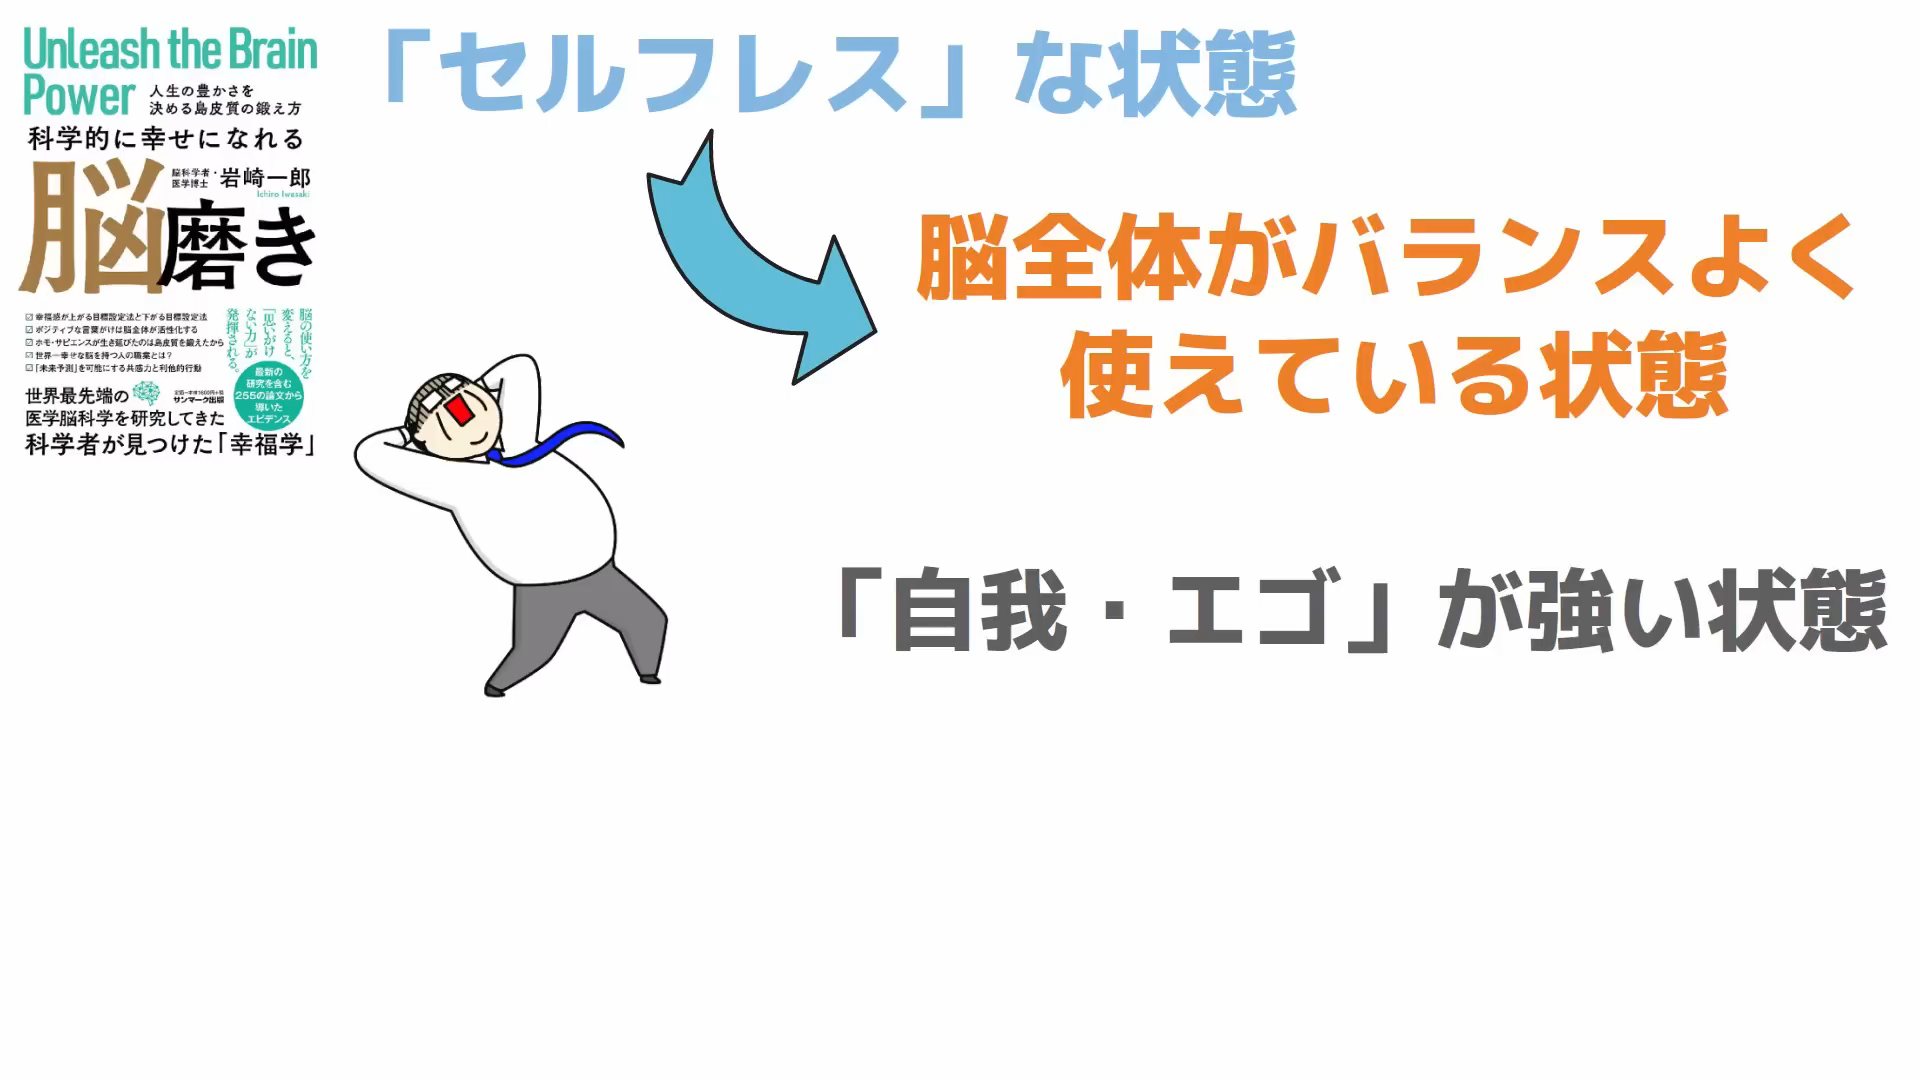 Unleash the Brain
Power
人生の豊かさを
決める島皮質の鍛え方
科学的に幸せになれる
脳磨き
脳科学者・
医学博士
岩崎一郎
Ichiro Iwasaki
☑幸福感が上がる目標設定法と下がる目標設定法
☑ポジティブな言葉がけは脳全体が活性化する
☑ホモ・サピエンスが生き延びたのは島皮質を鍛えたから
☑世界一幸せな脳を持つ人の職業とは?
☑「未来予測」を可能にする共感力と利他的行動
脳の使い方を
変えると、
「思いがけ
ない力」が
発揮される。
最新の
研究を含む
255の論文から
導いた
エビデンス
世界最先端の
定価=本体1600円+税
サンマーク出版
医学脳科学を研究してきた
科学者が見つけた「幸福学」
「セルフレス」な状態
脳全体がバランスよく
使えている状態
「自我・エゴ」が強い状態